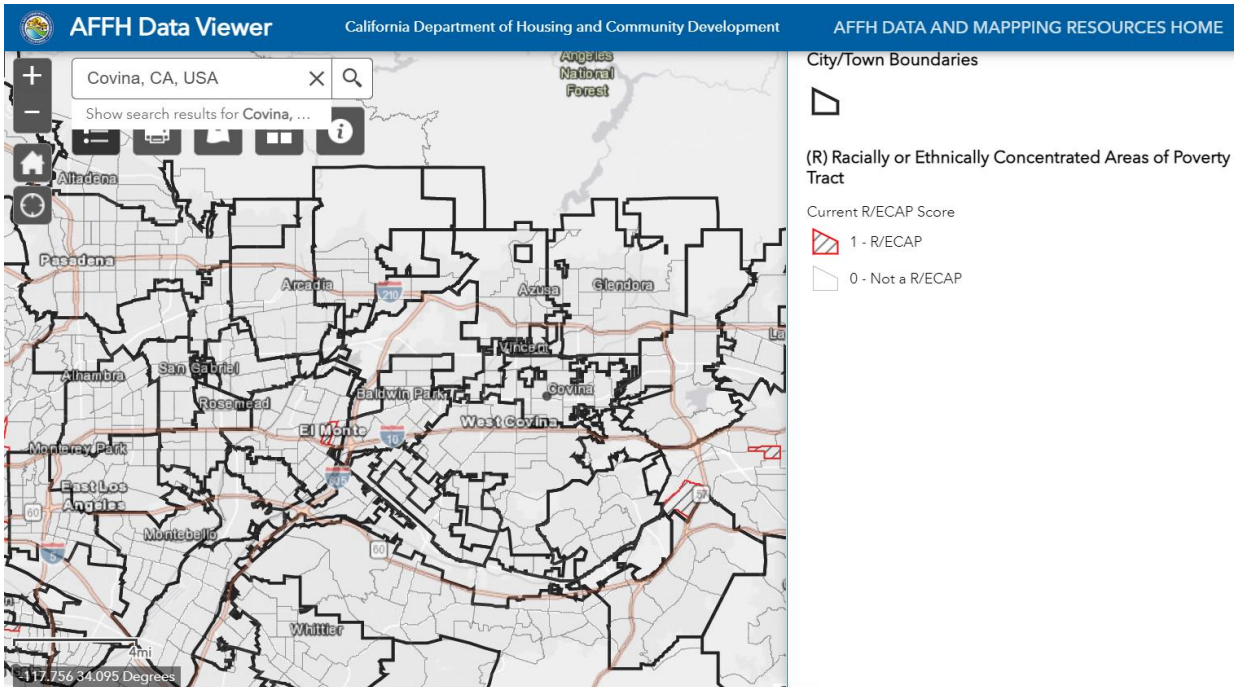 AFFH Data Viewer
California Department of Housing and Community Development
AFFH DATA AND MAPPPING RESOURCES HOME
Covina, CA, USA
Show search results for Covina, ...
Angeles
National
Forest
Altadena
Pasadena
Arcadia
210
Azusa
Glendora
La
Vincent
San Gabriel
Alhambra
Covina
Baldwin Park
Rosemead
West Covina
El Monte
10
Monterey Park
605
East Los
Angeles
57
60
Montebello
60
5
Whittier
4mi
-117.756 34.095 Degrees
City/Town Boundaries
(R) Racially or Ethnically Concentrated Areas of Poverty
Tract
Current R/ECAP Score
1 - R/ECAP
0 - Not a R/ECAP